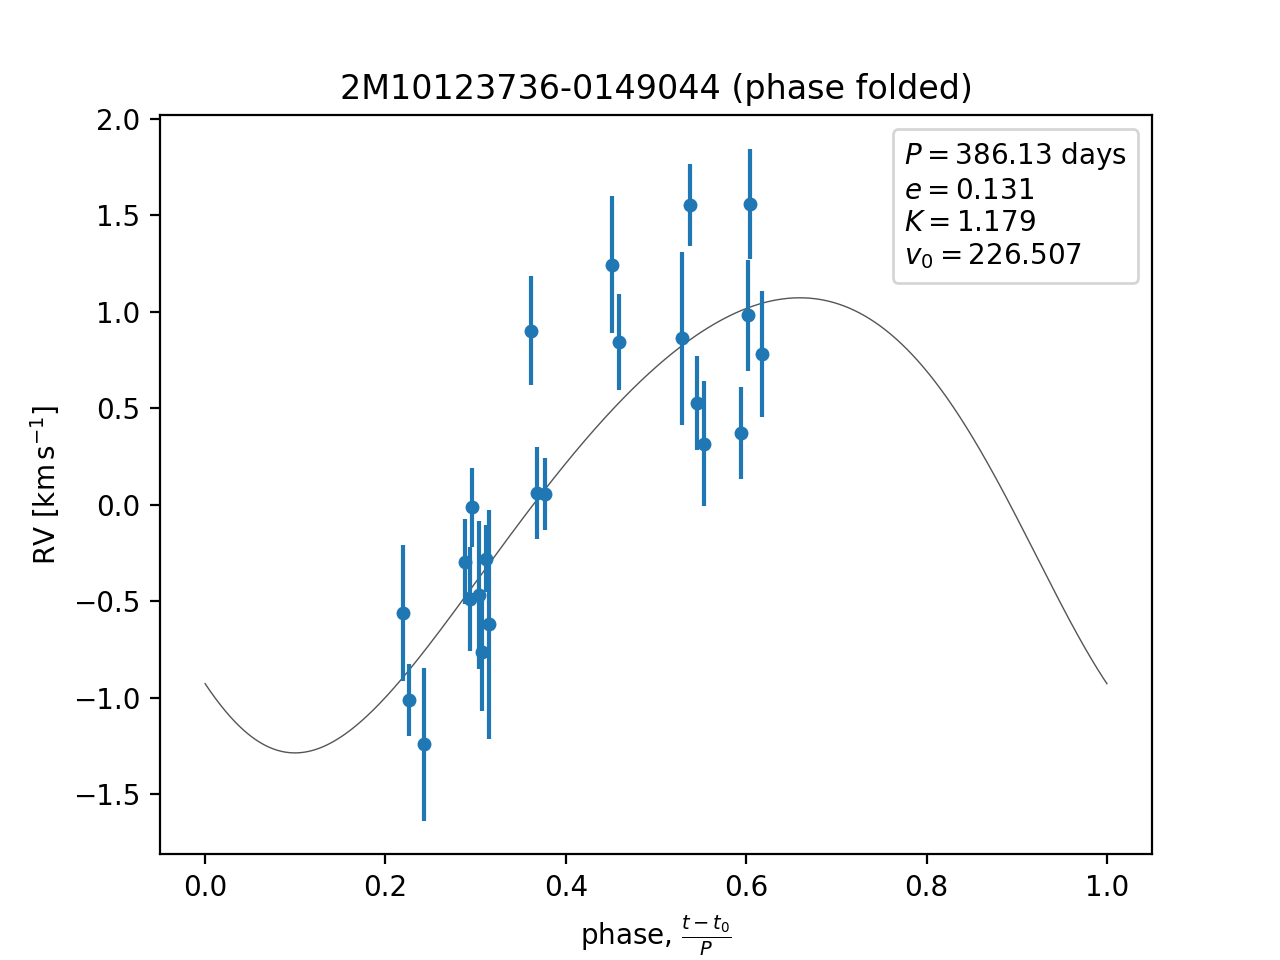 2M10123736-0149044 (phase folded)
P = 386.13 days
e = 0.131
K = 1.179
v₀ = 226.507
2.0
1.5
1.0
0.5
0.0
−0.5
−1.0
−1.5
RV [km s⁻¹]
0.0 0.2 0.4 0.6 0.8 1.0
phase, (t − t₀)/P